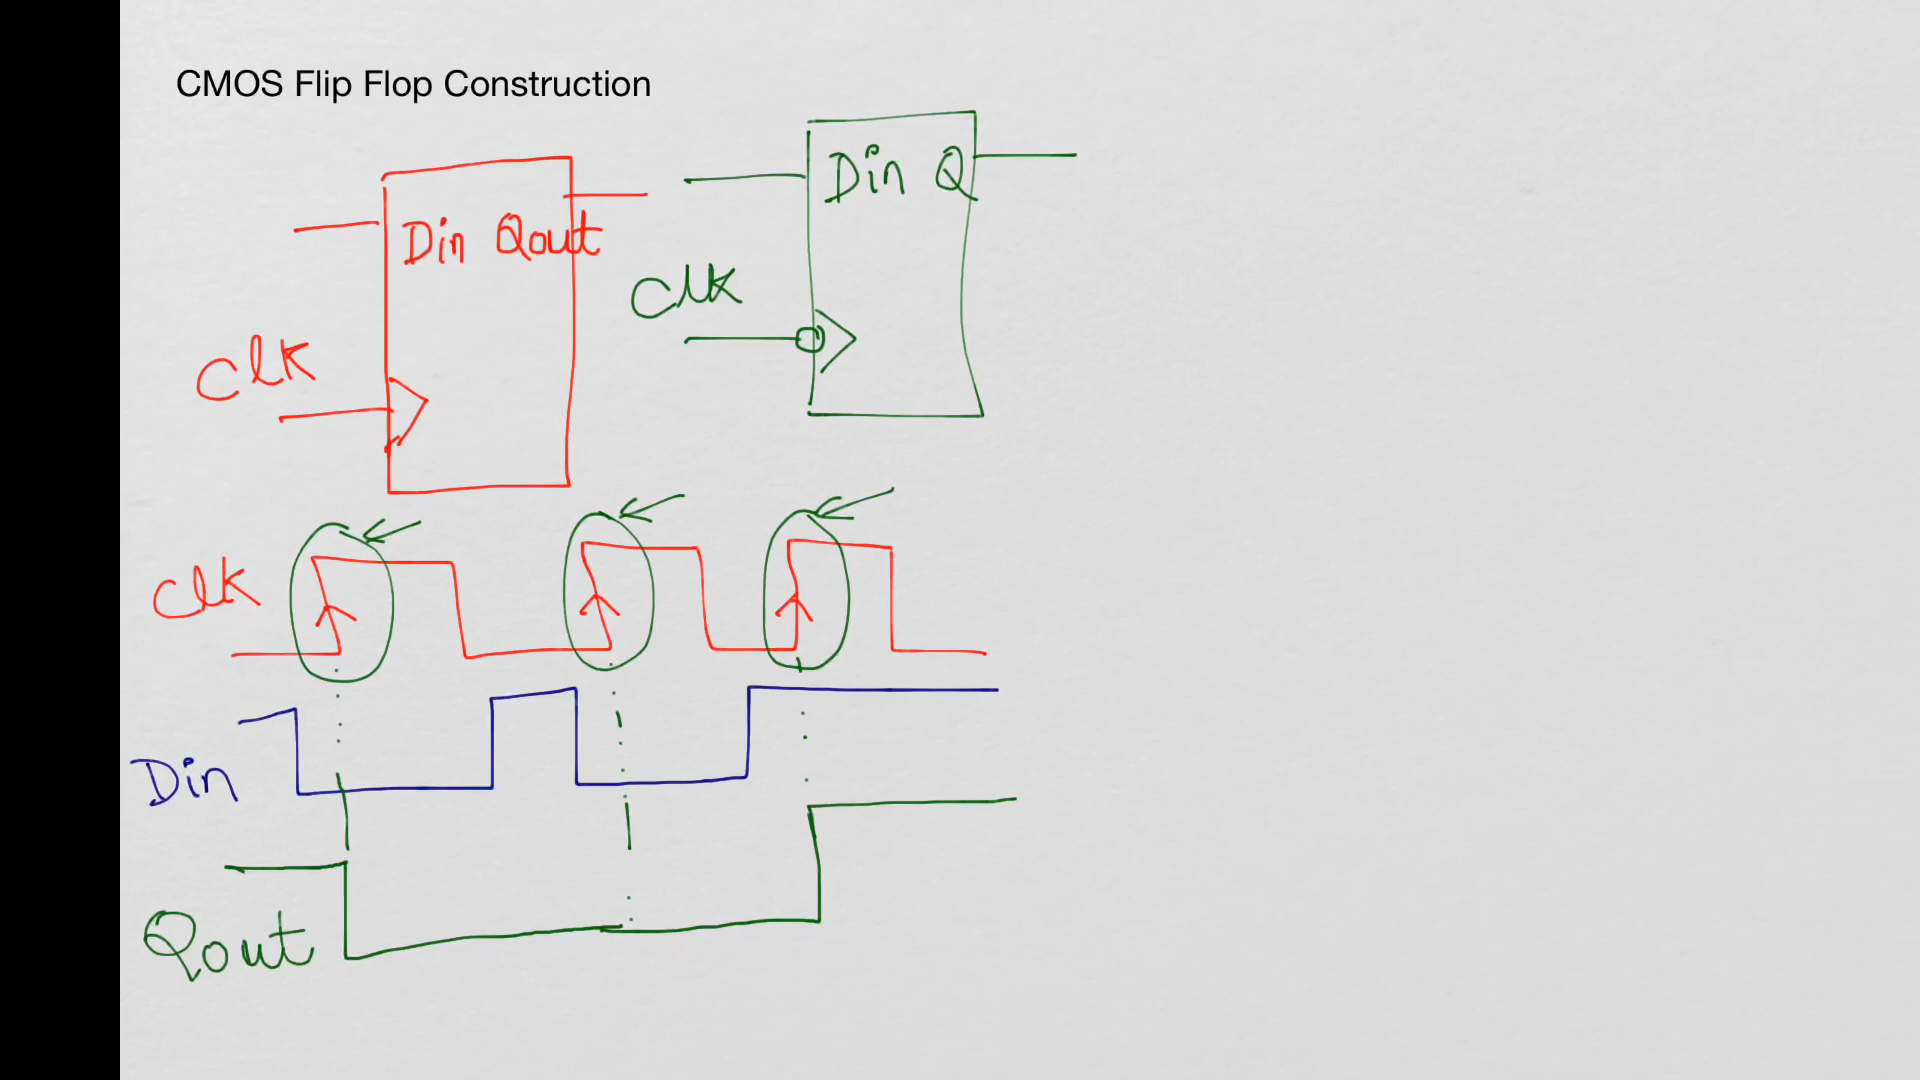 CMOS Flip Flop Construction
Din Qout
Clk
Din Q
Clk
Clk
Din
Qout